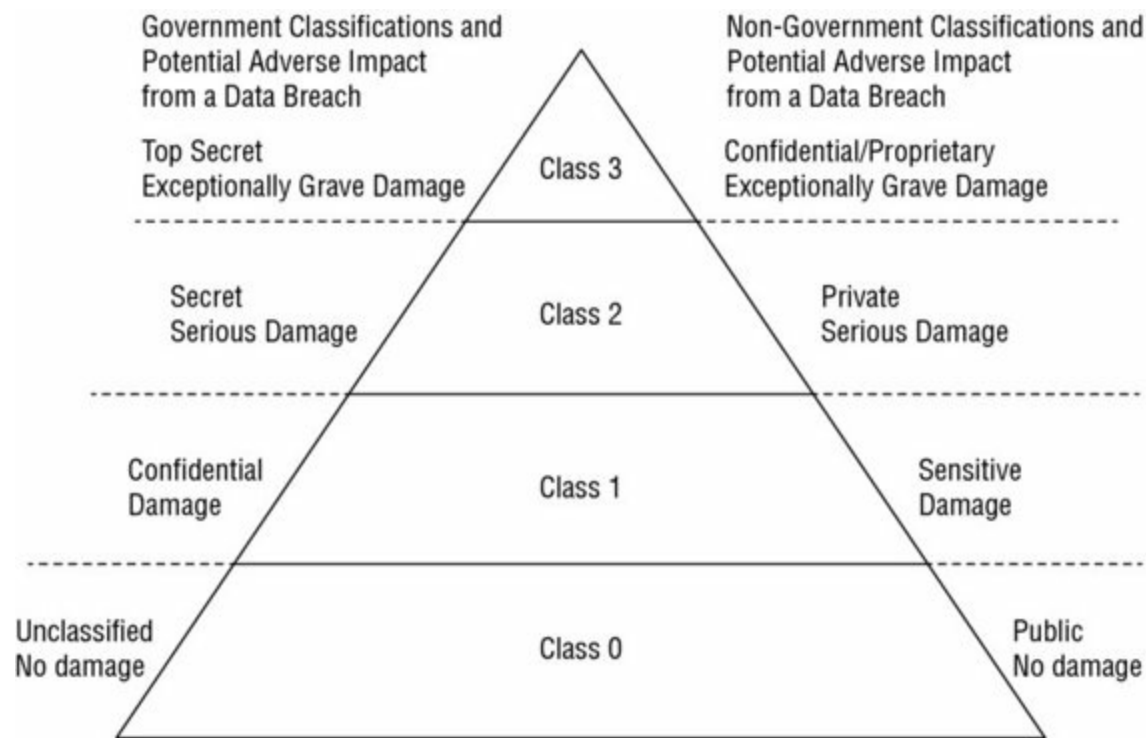 Government Classifications and
Potential Adverse Impact
from a Data Breach
Non-Government Classifications and
Potential Adverse Impact
from a Data Breach
Top Secret
Exceptionally Grave Damage
Class 3
Confidential/Proprietary
Exceptionally Grave Damage
Secret
Serious Damage
Class 2
Private
Serious Damage
Confidential
Damage
Class 1
Sensitive
Damage
Unclassified
No damage
Class 0
Public
No damage